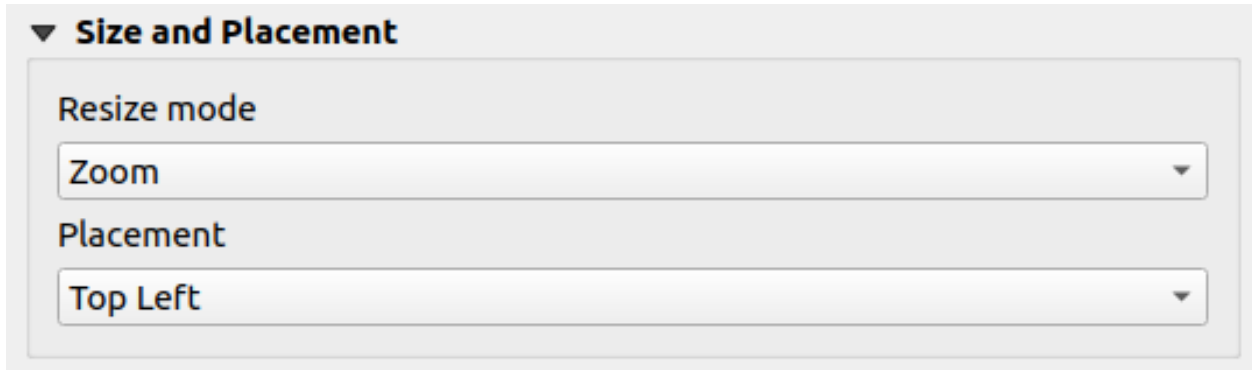 Size and Placement
Resize mode
Zoom
Placement
Top Left